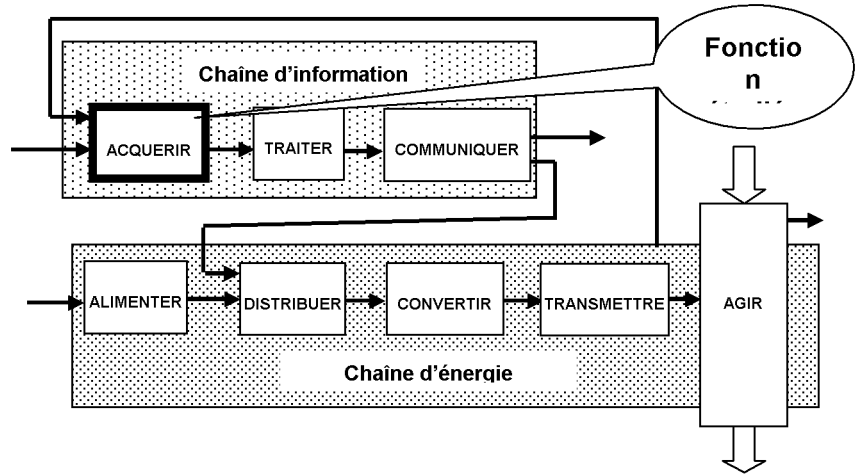 Fonctio
n
Chaîne d'information
ACQUERIR
TRAITER
COMMUNIQUER
ALIMENTER
DISTRIBUER
CONVERTIR
TRANSMETTRE
AGIR
Chaîne d'énergie